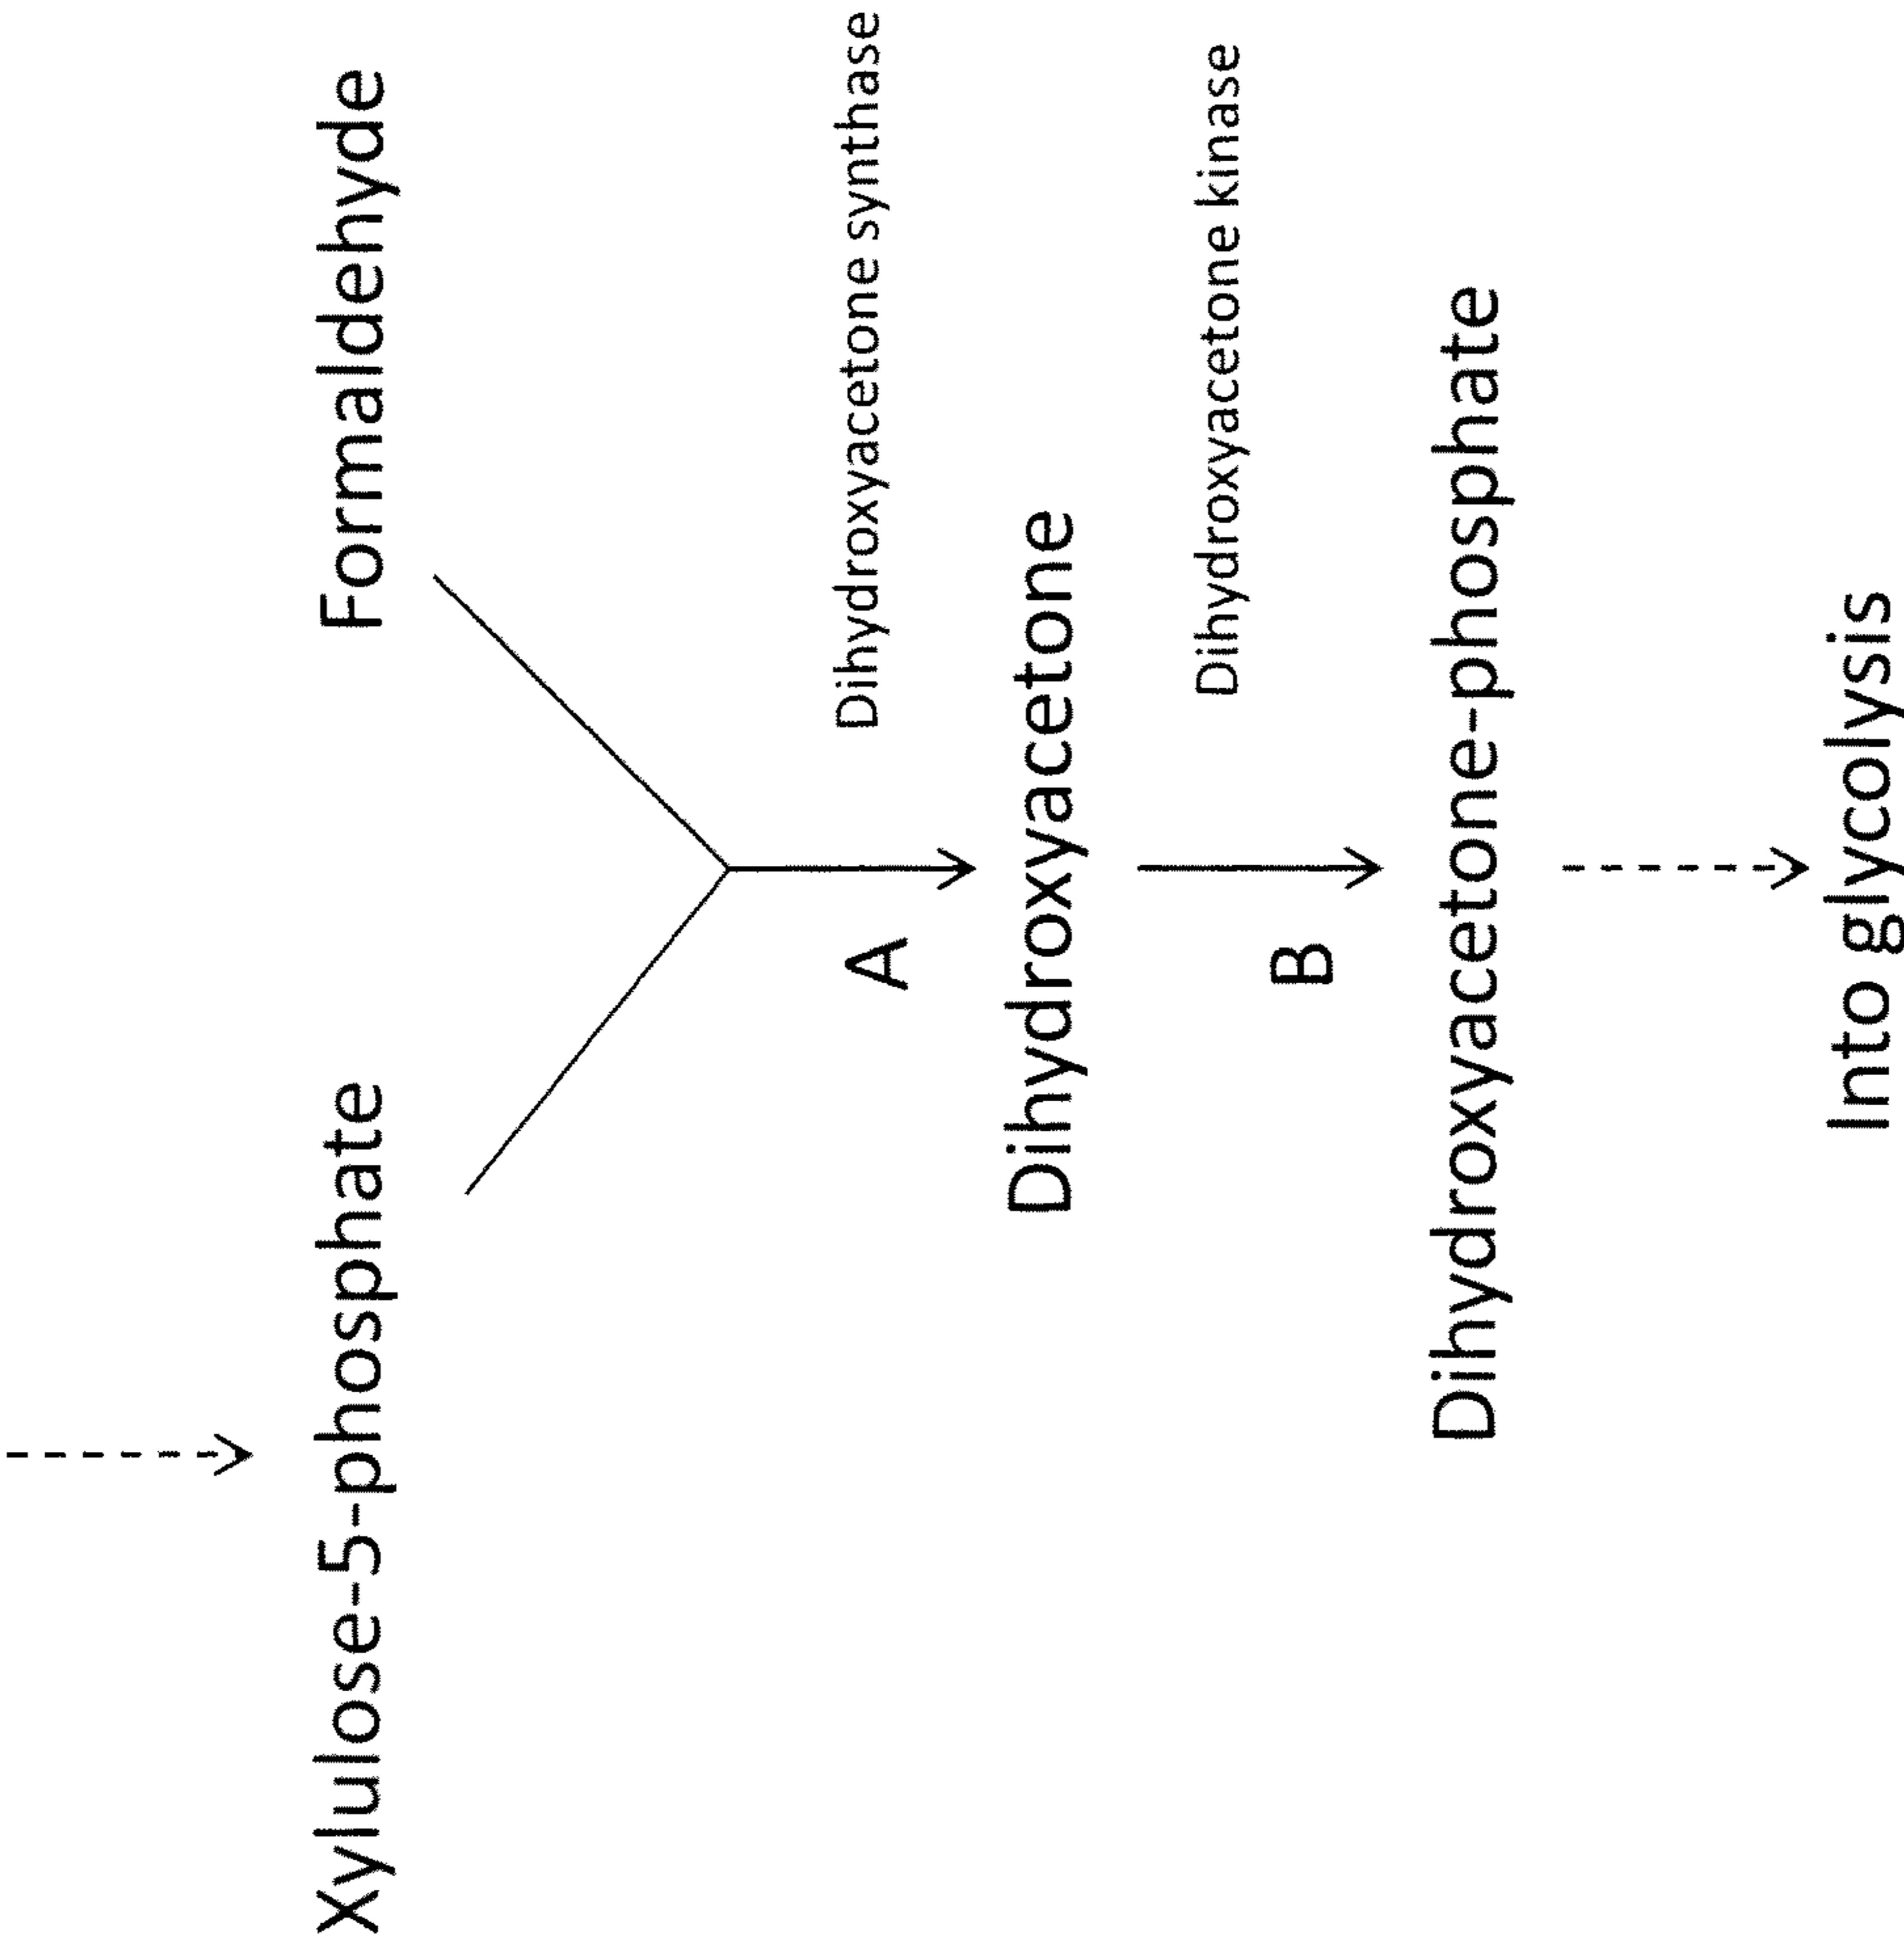 Xylulose-5-phosphate
Formaldehyde
A
Dihydroxyacetone synthase
Dihydroxyacetone
B
Dihydroxyacetone kinase
Dihydroxyacetone-phosphate
Into glycolysis